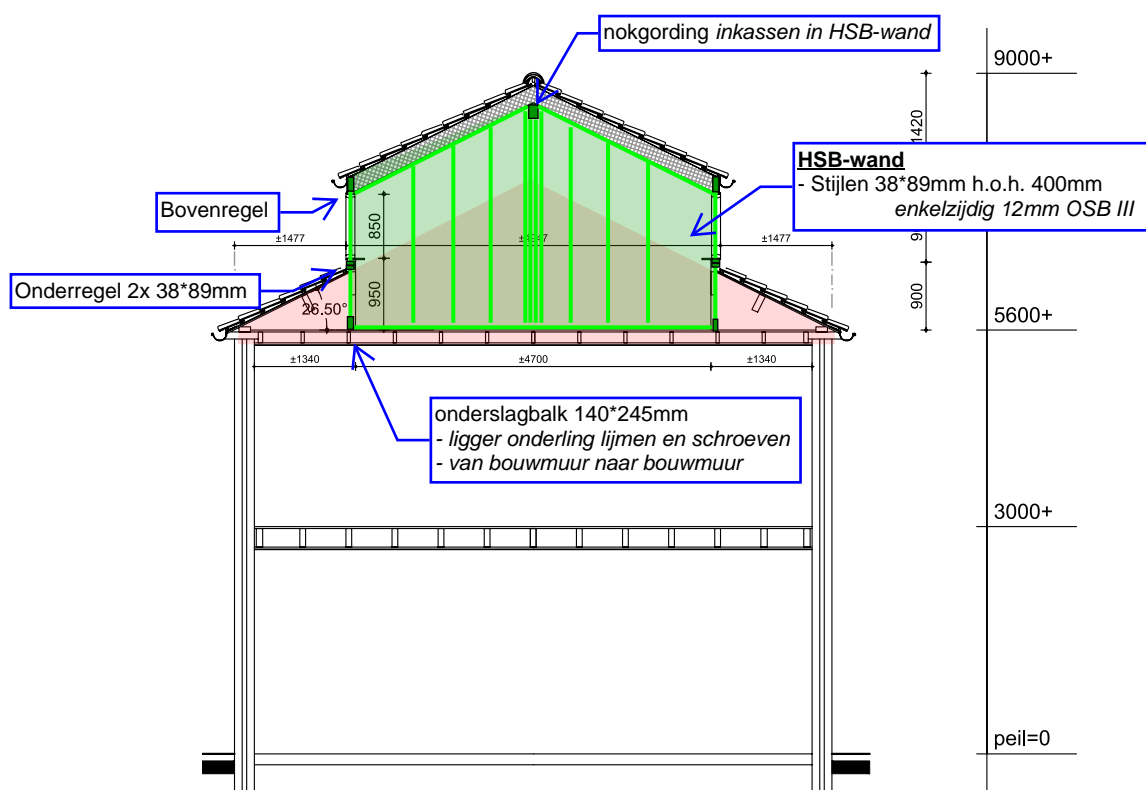 nokgording inkassen in HSB-wand
9000+
1420
HSB-wand
- Stijlen 38*89mm h.o.h. 400mm
enkelzijdig 12mm OSB III
Bovenregel
850
±1477
±1477
Onderregel 2x 38*89mm
26.50°
950
900
5600+
±1340
±4700
±1340
onderslagbalk 140*245mm
- ligger onderling lijmen en schroeven
- van bouwmuur naar bouwmuur
3000+
peil=0